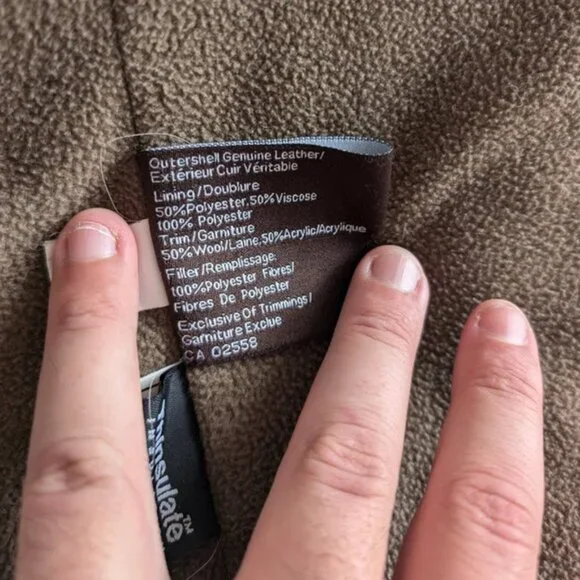 Outershell Genuine Leather/
Extérieur Cuir Véritable
Lining/Doublure
50%Polyester,50%Viscose
100% Polyester
Trim/Garniture
50%Wool/Laine,50%Acrylic/Acrylique
Filler/Remplissage:
100%Polyester Fibres/
Fibres De Polyester
Exclusive Of Trimmings/
Garniture Exclue
CA 02558
Thinsulate™